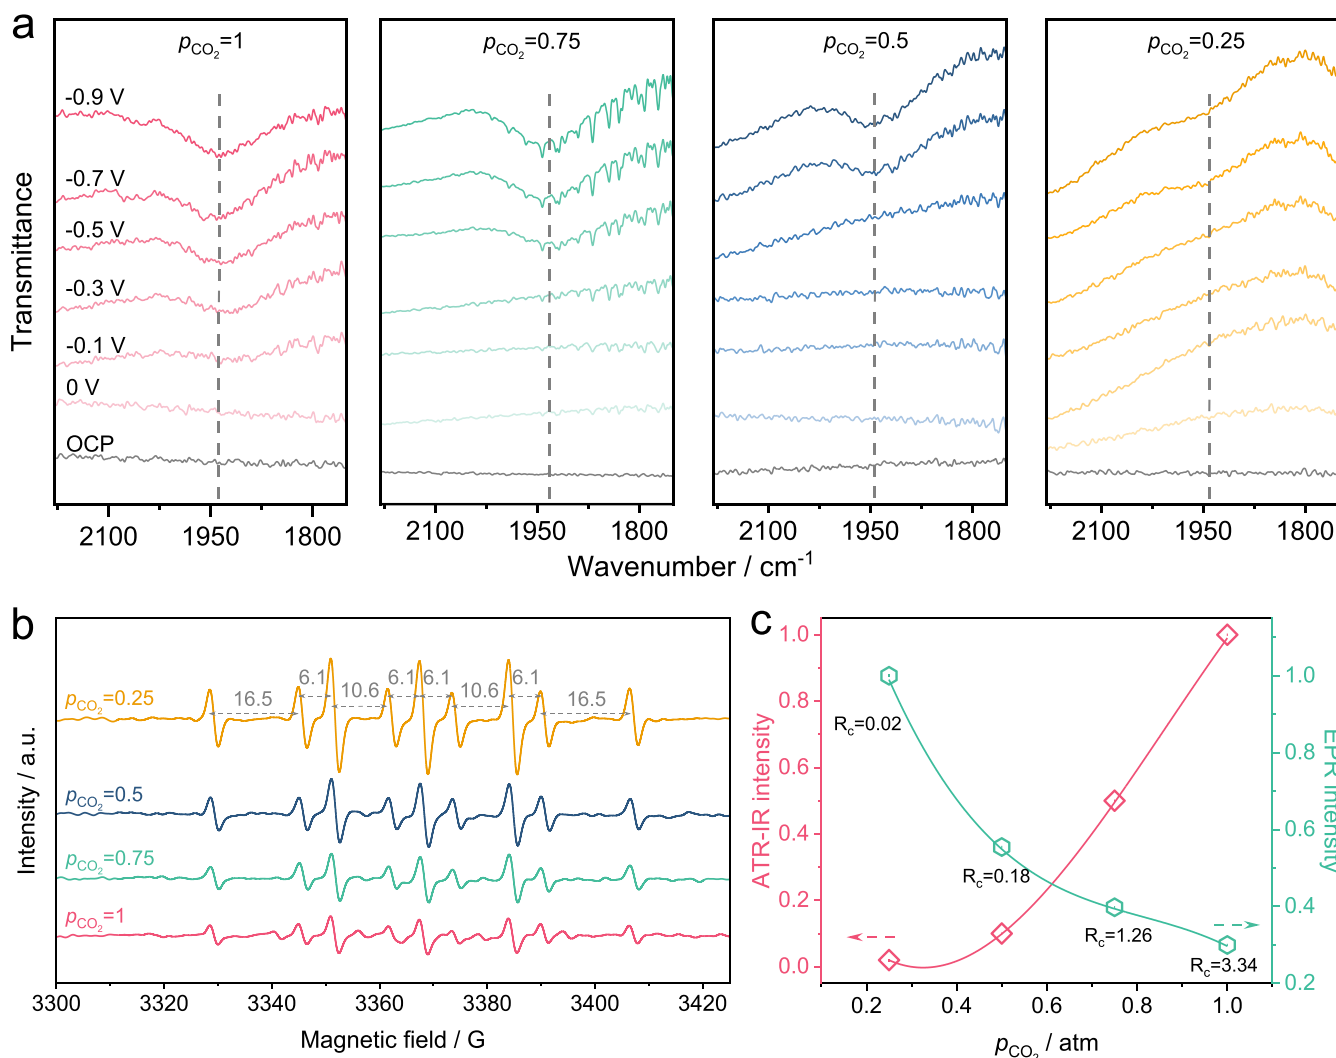 a
pCO2=1
pCO2=0.75
pCO2=0.5
pCO2=0.25
-0.9 V
-0.7 V
-0.5 V
-0.3 V
-0.1 V
0 V
OCP
Transmittance
2100 1950 1800
2100 1950 1800
2100 1950 1800
2100 1950 1800
Wavenumber / cm-1
b
pCO2=0.25
16.5 6.1 10.6 6.1 6.1 10.6 6.1 16.5
pCO2=0.5
pCO2=0.75
pCO2=1
Intensity / a.u.
3300 3320 3340 3360 3380 3400 3420
Magnetic field / G
c
1.0
0.8
0.6
0.4
0.2
0.0
ATR-IR intensity
Rc=0.02
Rc=0.18
Rc=1.26
Rc=3.34
1.0
0.8
0.6
0.4
0.2
EPR intensity
0.2 0.4 0.6 0.8 1.0
pCO2 / atm